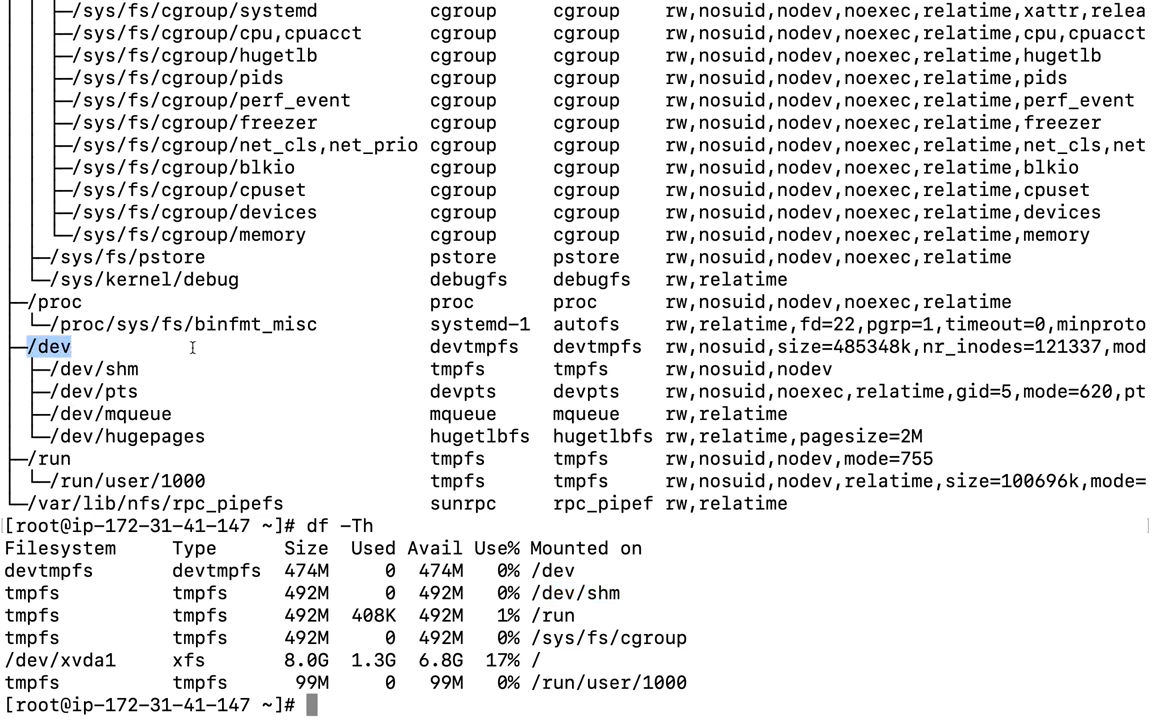 │ │ ├─/sys/fs/cgroup/systemd          cgroup     cgroup    rw,nosuid,nodev,noexec,relatime,xattr,relea
│ │ ├─/sys/fs/cgroup/cpu,cpuacct      cgroup     cgroup    rw,nosuid,nodev,noexec,relatime,cpu,cpuacct
│ │ ├─/sys/fs/cgroup/hugetlb          cgroup     cgroup    rw,nosuid,nodev,noexec,relatime,hugetlb
│ │ ├─/sys/fs/cgroup/pids             cgroup     cgroup    rw,nosuid,nodev,noexec,relatime,pids
│ │ ├─/sys/fs/cgroup/perf_event       cgroup     cgroup    rw,nosuid,nodev,noexec,relatime,perf_event
│ │ ├─/sys/fs/cgroup/freezer          cgroup     cgroup    rw,nosuid,nodev,noexec,relatime,freezer
│ │ ├─/sys/fs/cgroup/net_cls,net_prio cgroup     cgroup    rw,nosuid,nodev,noexec,relatime,net_cls,net
│ │ ├─/sys/fs/cgroup/blkio            cgroup     cgroup    rw,nosuid,nodev,noexec,relatime,blkio
│ │ ├─/sys/fs/cgroup/cpuset           cgroup     cgroup    rw,nosuid,nodev,noexec,relatime,cpuset
│ │ ├─/sys/fs/cgroup/devices          cgroup     cgroup    rw,nosuid,nodev,noexec,relatime,devices
│ │ └─/sys/fs/cgroup/memory           cgroup     cgroup    rw,nosuid,nodev,noexec,relatime,memory
│ ├─/sys/fs/pstore                    pstore     pstore    rw,nosuid,nodev,noexec,relatime
│ └─/sys/kernel/debug                 debugfs    debugfs   rw,relatime
├─/proc                               proc       proc      rw,nosuid,nodev,noexec,relatime
│ └─/proc/sys/fs/binfmt_misc          systemd-1  autofs    rw,relatime,fd=22,pgrp=1,timeout=0,minproto
├─/dev                                devtmpfs   devtmpfs  rw,nosuid,size=485348k,nr_inodes=121337,mod
│ ├─/dev/shm                          tmpfs      tmpfs     rw,nosuid,nodev
│ ├─/dev/pts                          devpts     devpts    rw,nosuid,noexec,relatime,gid=5,mode=620,pt
│ ├─/dev/mqueue                       mqueue     mqueue    rw,relatime
│ └─/dev/hugepages                    hugetlbfs  hugetlbfs rw,relatime,pagesize=2M
├─/run                                tmpfs      tmpfs     rw,nosuid,nodev,mode=755
│ └─/run/user/1000                    tmpfs      tmpfs     rw,nosuid,nodev,relatime,size=100696k,mode=
└─/var/lib/nfs/rpc_pipefs             sunrpc     rpc_pipef rw,relatime
[root@ip-172-31-41-147 ~]# df -Th
Filesystem     Type      Size  Used Avail Use% Mounted on
devtmpfs       devtmpfs  474M     0  474M   0% /dev
tmpfs          tmpfs     492M     0  492M   0% /dev/shm
tmpfs          tmpfs     492M  408K  492M   1% /run
tmpfs          tmpfs     492M     0  492M   0% /sys/fs/cgroup
/dev/xvda1     xfs       8.0G  1.3G  6.8G  17% /
tmpfs          tmpfs      99M     0   99M   0% /run/user/1000
[root@ip-172-31-41-147 ~]#